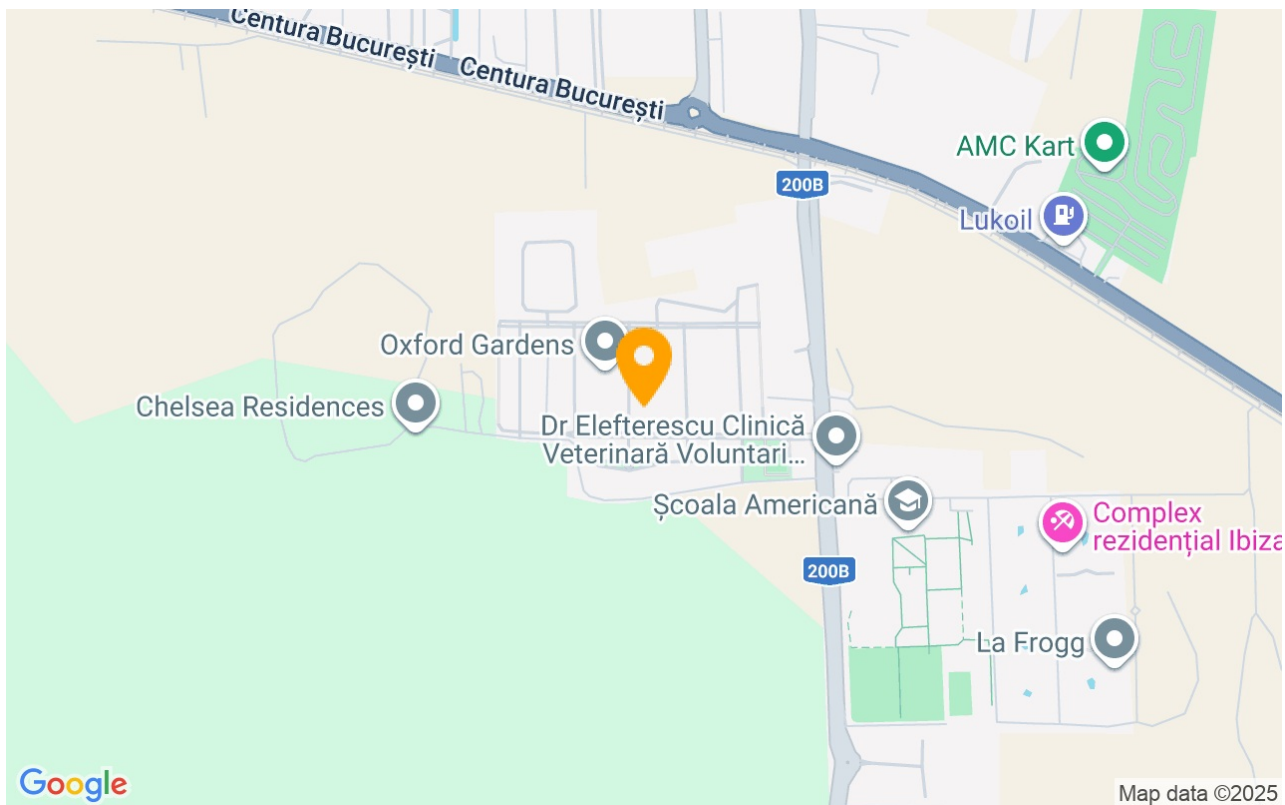 Centura București
Centura București
AMC Kart
200B
Lukoil
Oxford Gardens
Chelsea Residences
Dr Elefterescu Clinică
Veterinară Voluntari...
Școala Americană
Complex
rezidențial Ibiza
200B
La Frogg
Google
Map data ©2025